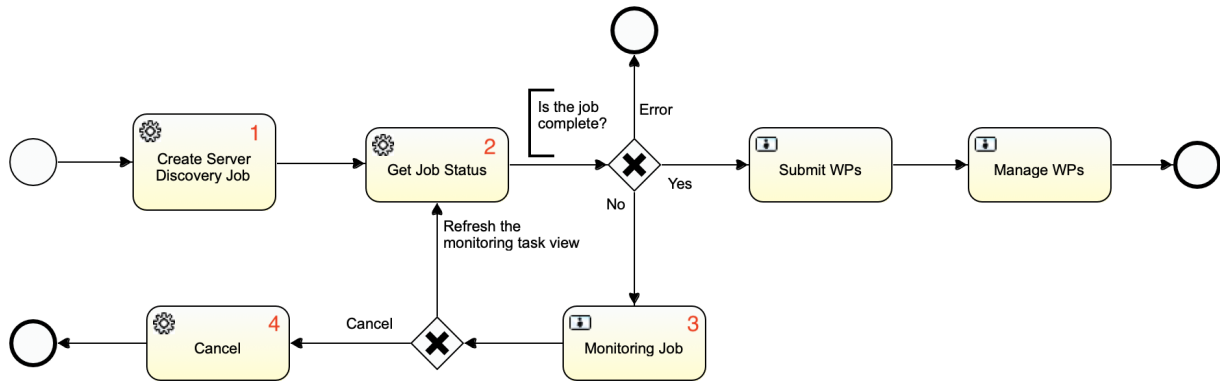 1
Create Server
Discovery Job
2
Get Job Status
Is the job
complete?
Error
Yes
No
Submit WPs
Manage WPs
Refresh the
monitoring task view
4
Cancel
Cancel
3
Monitoring Job